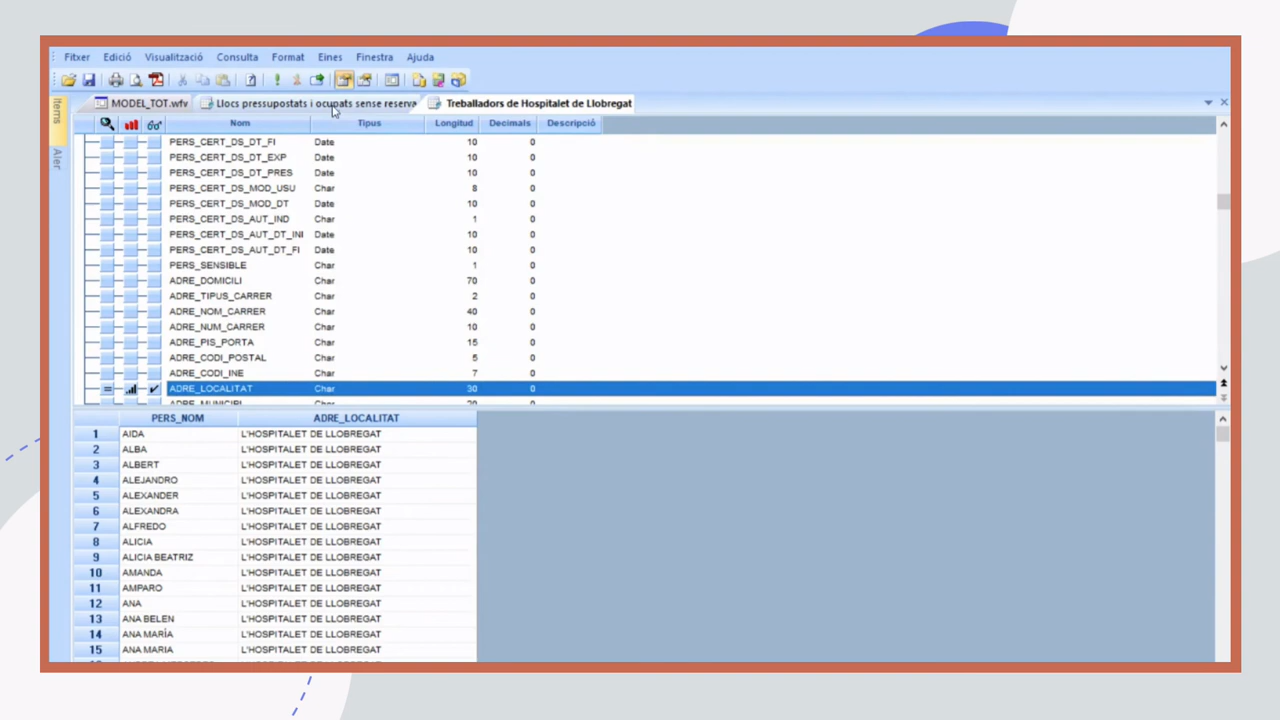 Fitxer Edició Visualització Consulta Format Eines Finestra Ajuda
Items
Aler
MODEL_TOT.wfv Llocs pressupostats i ocupats sense reserva Treballadors de Hospitalet de Llobregat
Nom Tipus Longitud Decimals Descripció
PERS_CERT_DS_DT_FI Date 10 0
PERS_CERT_DS_DT_EXP Date 10 0
PERS_CERT_DS_DT_PRES Date 10 0
PERS_CERT_DS_MOD_USU Char 8 0
PERS_CERT_DS_MOD_DT Date 10 0
PERS_CERT_DS_AUT_IND Char 1 0
PERS_CERT_DS_AUT_DT_INI Date 10 0
PERS_CERT_DS_AUT_DT_FI Date 10 0
PERS_SENSIBLE Char 1 0
ADRE_DOMICILI Char 70 0
ADRE_TIPUS_CARRER Char 2 0
ADRE_NOM_CARRER Char 40 0
ADRE_NUM_CARRER Char 10 0
ADRE_PIS_PORTA Char 15 0
ADRE_CODI_POSTAL Char 5 0
ADRE_CODI_INE Char 7 0
ADRE_LOCALITAT Char 30 0
PERS_NOM ADRE_LOCALITAT
1 AIDA L'HOSPITALET DE LLOBREGAT
2 ALBA L'HOSPITALET DE LLOBREGAT
3 ALBERT L'HOSPITALET DE LLOBREGAT
4 ALEJANDRO L'HOSPITALET DE LLOBREGAT
5 ALEXANDER L'HOSPITALET DE LLOBREGAT
6 ALEXANDRA L'HOSPITALET DE LLOBREGAT
7 ALFREDO L'HOSPITALET DE LLOBREGAT
8 ALICIA L'HOSPITALET DE LLOBREGAT
9 ALICIA BEATRIZ L'HOSPITALET DE LLOBREGAT
10 AMANDA L'HOSPITALET DE LLOBREGAT
11 AMPARO L'HOSPITALET DE LLOBREGAT
12 ANA L'HOSPITALET DE LLOBREGAT
13 ANA BELEN L'HOSPITALET DE LLOBREGAT
14 ANA MARÍA L'HOSPITALET DE LLOBREGAT
15 ANA MARIA L'HOSPITALET DE LLOBREGAT